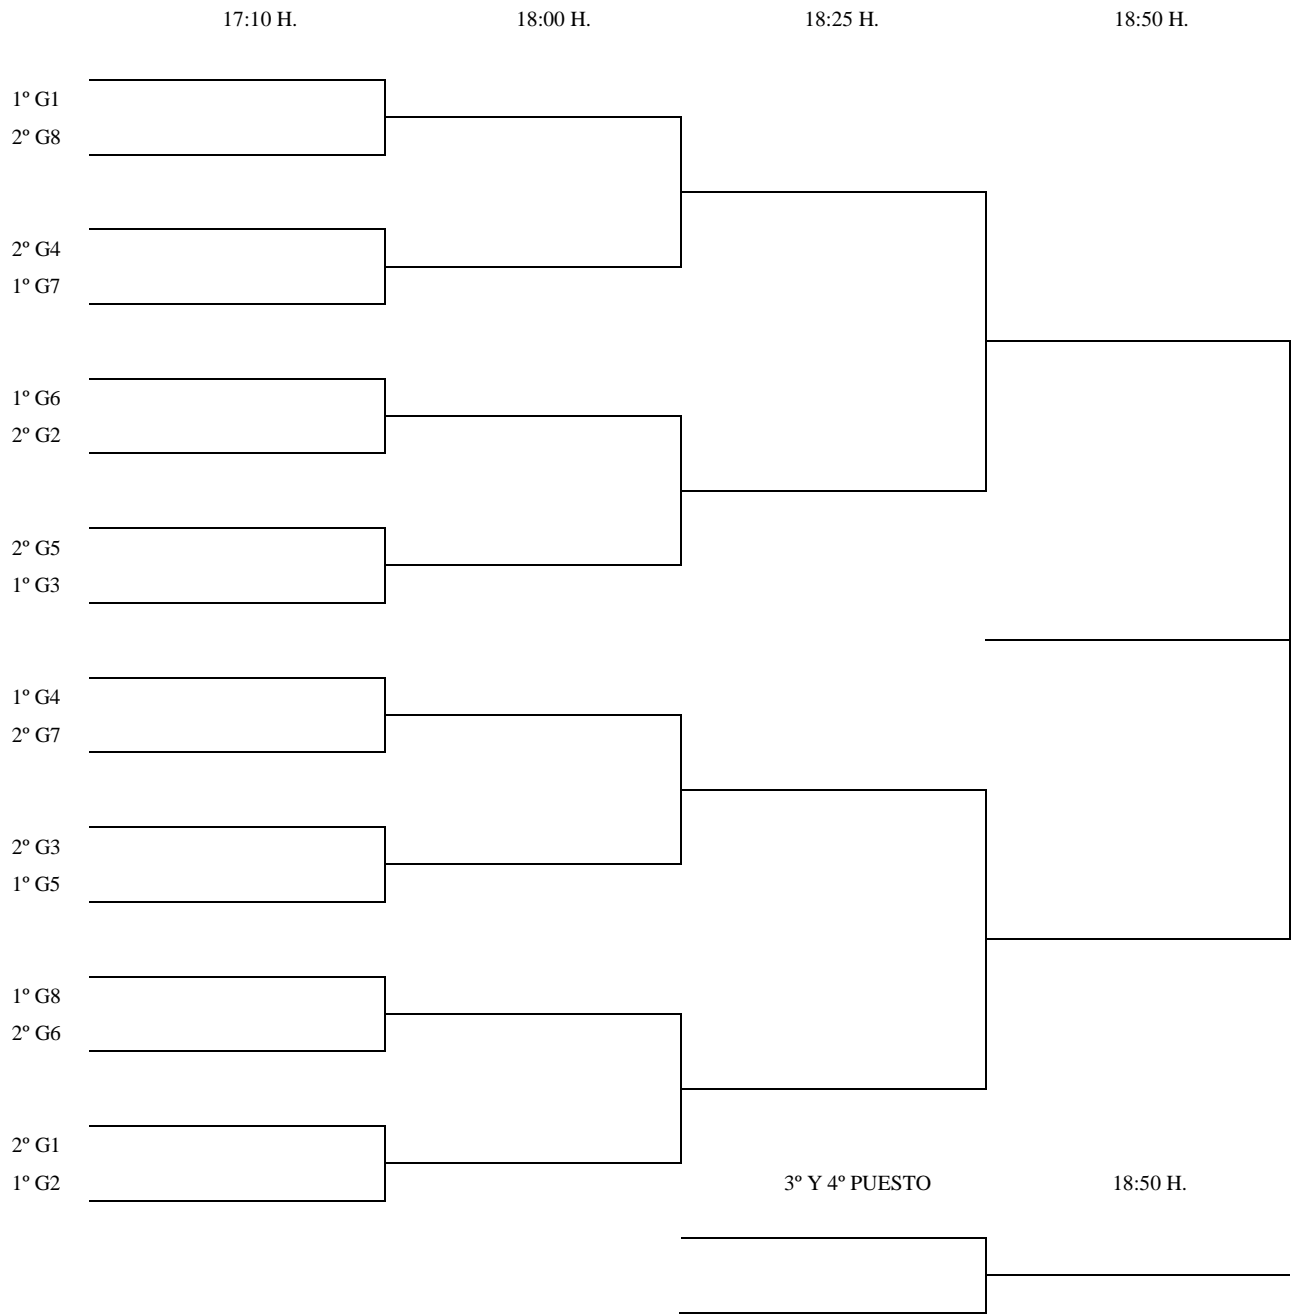 17:10 H. 18:00 H. 18:25 H. 18:50 H.
1º G1
2º G8
2º G4
1º G7
1º G6
2º G2
2º G5
1º G3
1º G4
2º G7
2º G3
1º G5
1º G8
2º G6
2º G1
1º G2 3º Y 4º PUESTO 18:50 H.